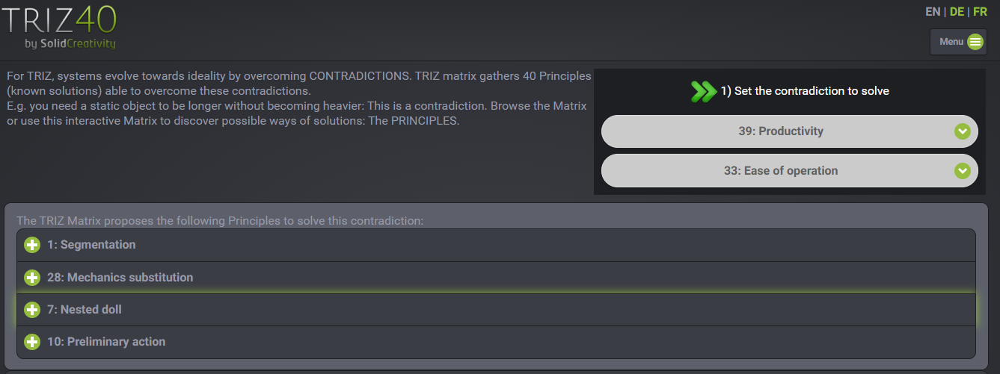 TRIZ40
by SolidCreativity
EN | DE | FR
Menu
For TRIZ, systems evolve towards ideality by overcoming CONTRADICTIONS. TRIZ matrix gathers 40 Principles
(known solutions) able to overcome these contradictions.
E.g. you need a static object to be longer without becoming heavier: This is a contradiction. Browse the Matrix
or use this interactive Matrix to discover possible ways of solutions: The PRINCIPLES.
1) Set the contradiction to solve
39: Productivity
33: Ease of operation
The TRIZ Matrix proposes the following Principles to solve this contradiction:
1: Segmentation
28: Mechanics substitution
7: Nested doll
10: Preliminary action